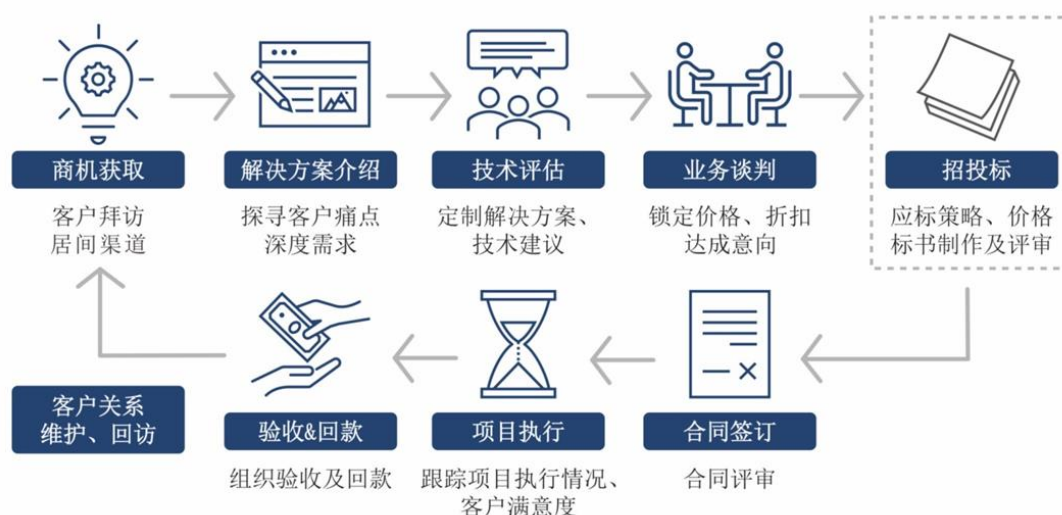 商机获取
客户拜访
居间渠道
解决方案介绍
探寻客户痛点
深度需求
技术评估
定制解决方案、
技术建议
业务谈判
锁定价格、折扣
达成意向
招投标
应标策略、价格
标书制作及评审
合同签订
合同评审
项目执行
跟踪项目执行情况、
客户满意度
验收&回款
组织验收及回款
客户关系
维护、回访